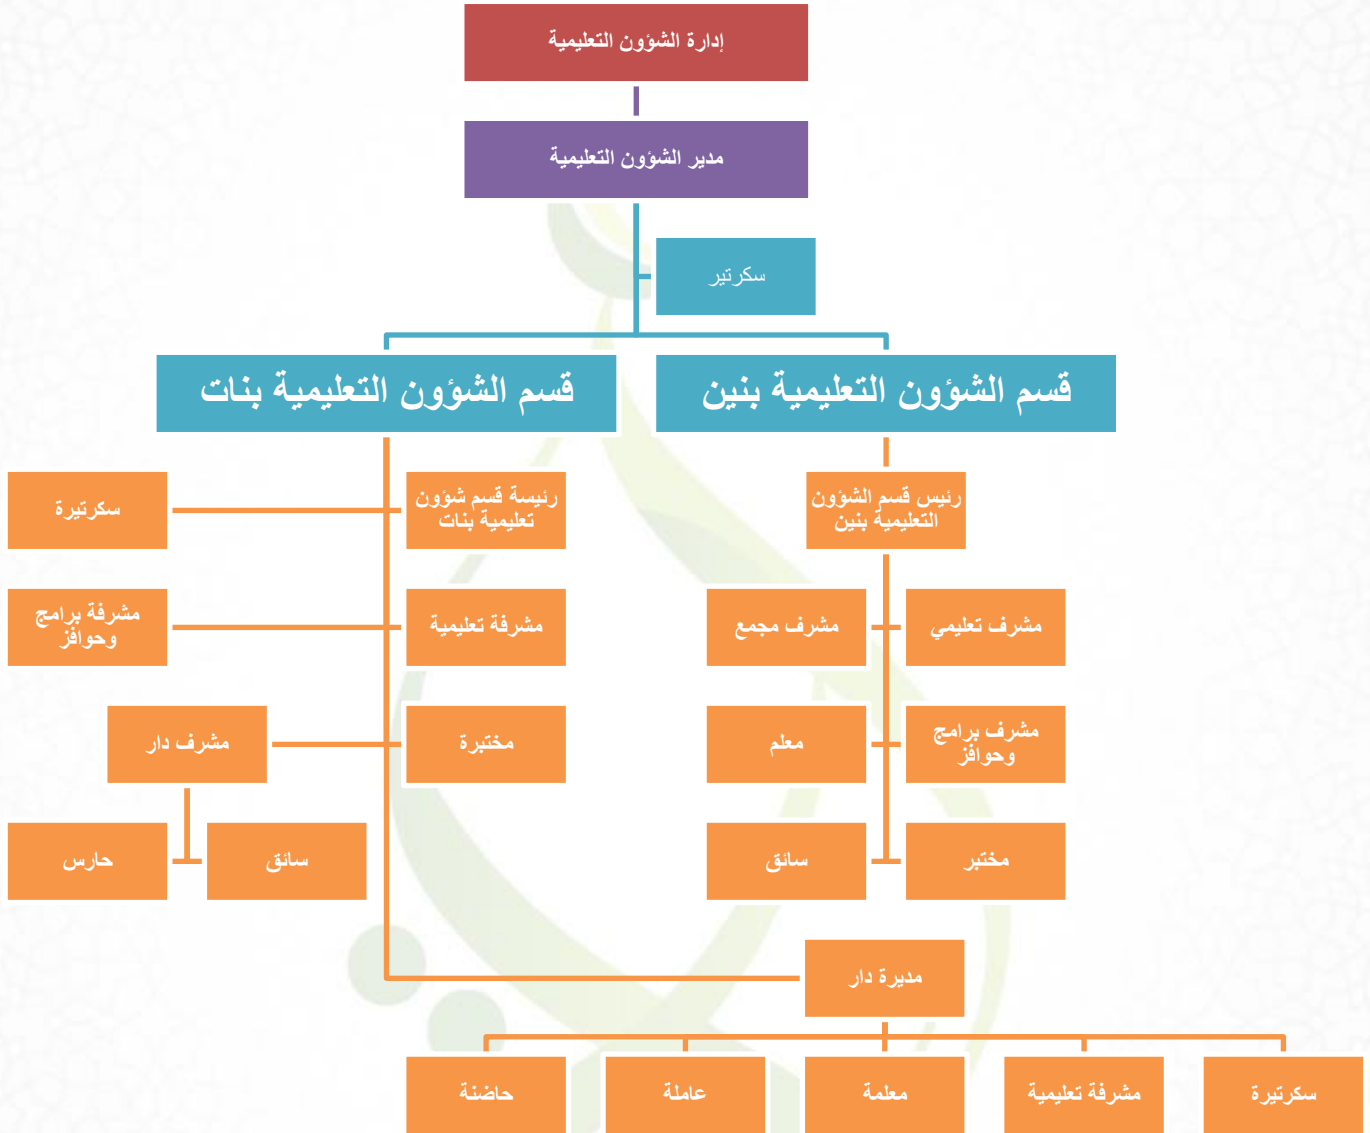 إدارة الشؤون التعليمية
مدير الشؤون التعليمية
سكرتير
قسم الشؤون التعليمية بنين
قسم الشؤون التعليمية بنات
رئيس قسم الشؤون
التعليمية بنين
رئيسة قسم شؤون
تعليمية بنات
سكرتيرة
مشرف تعليمي
مشرف مجمع
مشرفة تعليمية
مشرفة برامج
وحوافز
مشرف برامج
وحوافز
معلم
مختبرة
مشرف دار
مختبر
سائق
سائق
حارس
مديرة دار
سكرتيرة
مشرفة تعليمية
معلمة
عاملة
حاضنة